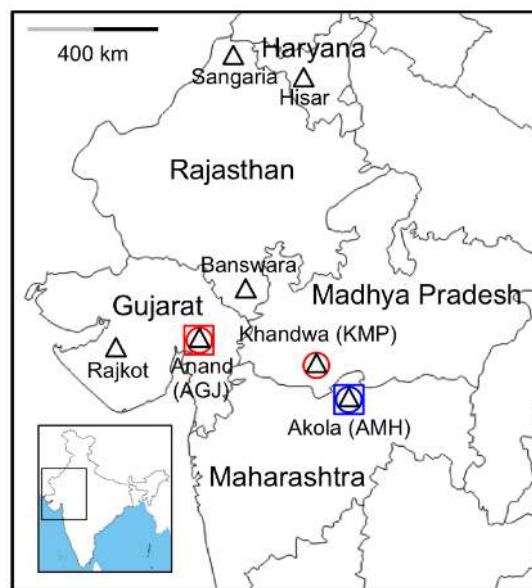 Haryana
400 km
Sangaria
Hisar
Rajasthan
Banswara
Gujarat
Madhya Pradesh
Khandwa (KMP)
Rajkot
Anand
(AGJ)
Akola (AMH)
Maharashtra